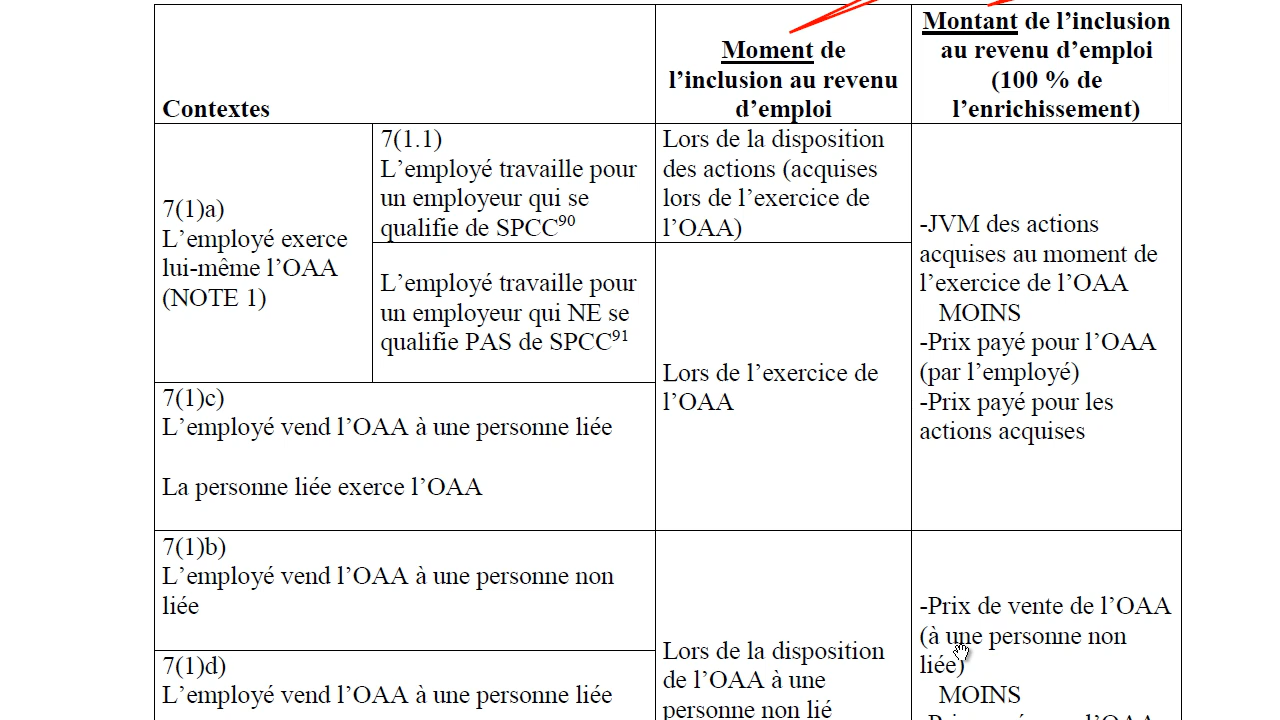 Contextes
Moment de
l’inclusion au revenu
d’emploi
Montant de l’inclusion
au revenu d’emploi
(100 % de
l’enrichissement)
7(1)a)
L’employé exerce
lui-même l’OAA
(NOTE 1)
7(1.1)
L’employé travaille pour
un employeur qui se
qualifie de SPCC90
Lors de la disposition
des actions (acquises
lors de l’exercice de
l’OAA)
-JVM des actions
acquises au moment de
l’exercice de l’OAA
MOINS
-Prix payé pour l’OAA
(par l’employé)
-Prix payé pour les
actions acquises
L’employé travaille pour
un employeur qui NE se
qualifie PAS de SPCC91
Lors de l’exercice de
l’OAA
7(1)c)
L’employé vend l’OAA à une personne liée
La personne liée exerce l’OAA
7(1)b)
L’employé vend l’OAA à une personne non
liée
Lors de la disposition
de l’OAA à une
personne non lié
-Prix de vente de l’OAA
(à une personne non
liée)
MOINS
7(1)d)
L’employé vend l’OAA à une personne liée